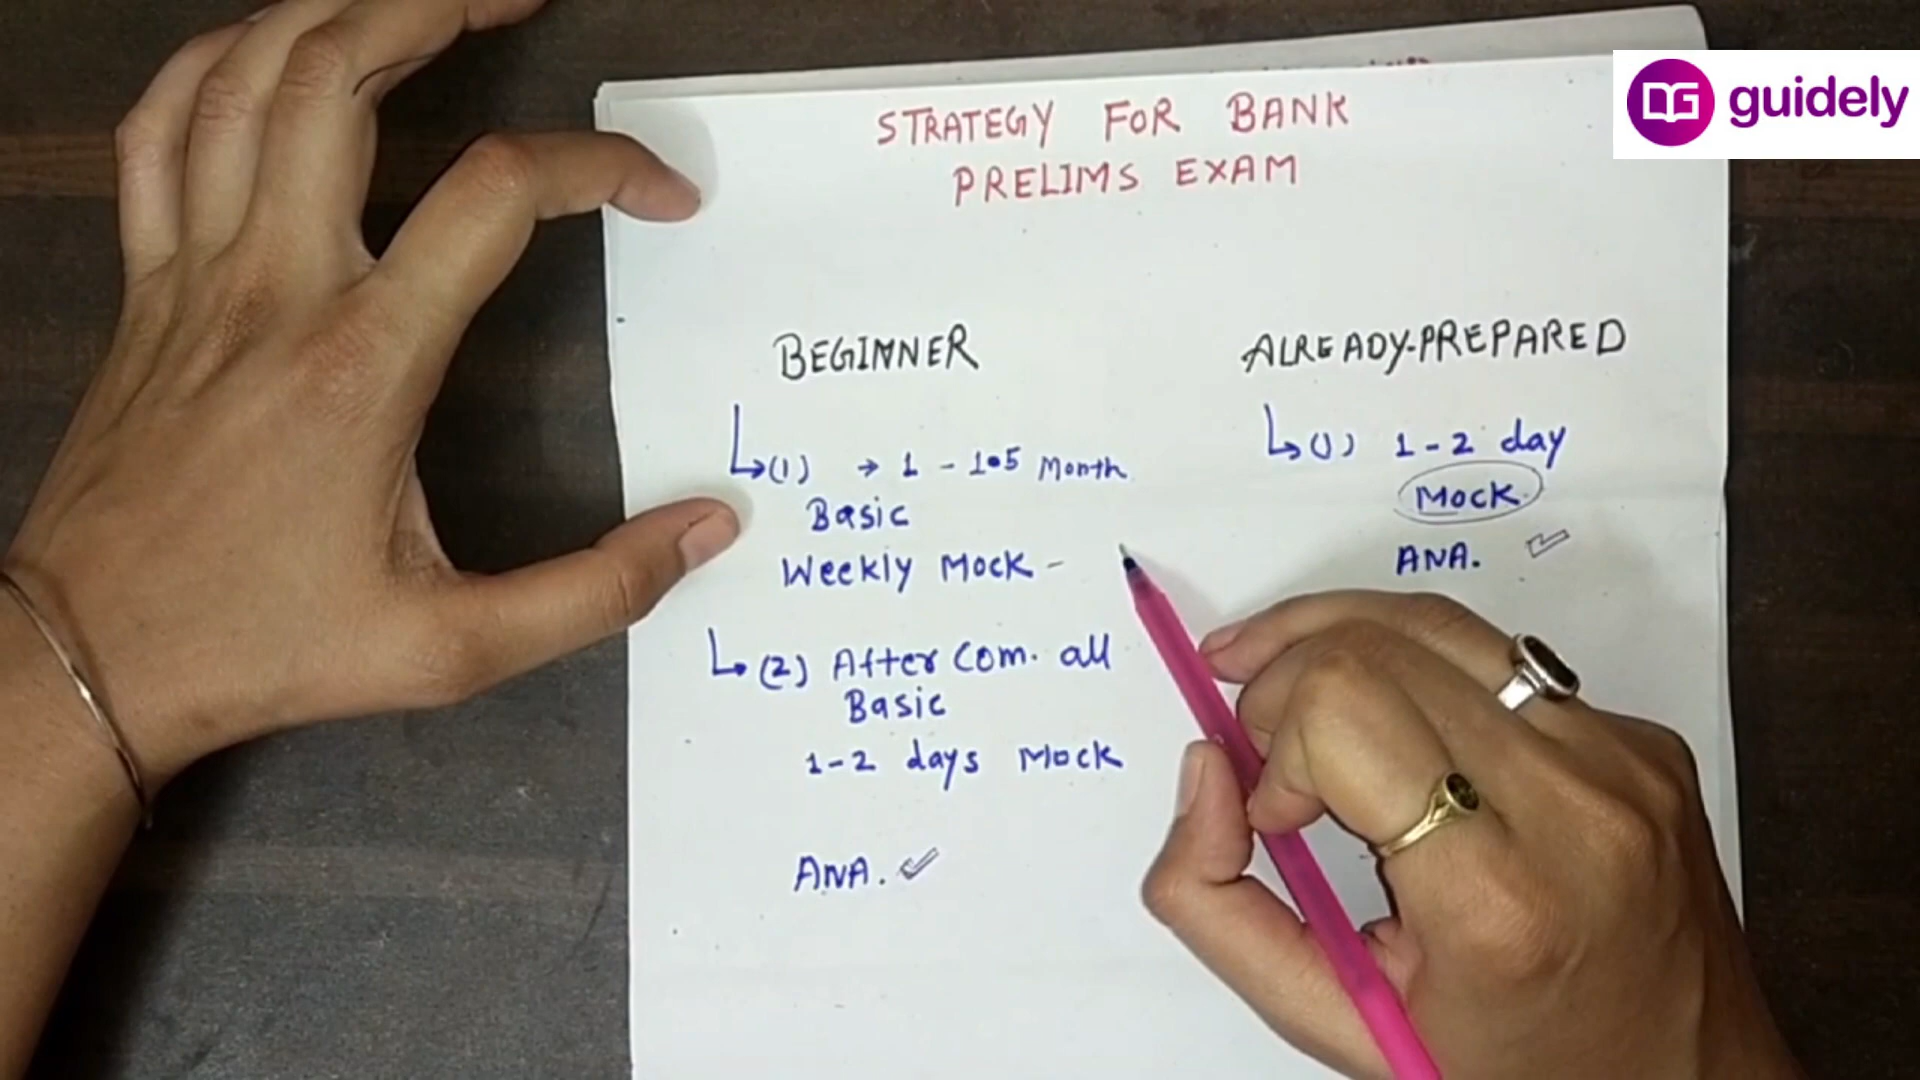 guidely
STRATEGY FOR BANK
PRELIMS EXAM
BEGINNER
(1) → 1 - 1.5 Month
Basic
Weekly Mock -
(2) After Com. all
Basic
1-2 days Mock
ANA.
ALREADY-PREPARED
(1) 1-2 day
Mock
ANA.